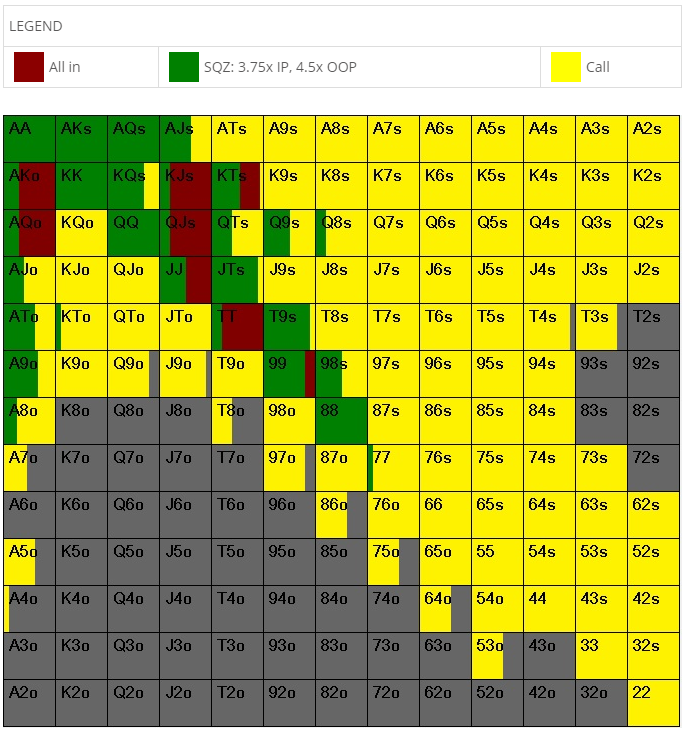 LEGEND
All in SQZ: 3.75x IP, 4.5x OOP Call
AA AKs AQs AJs ATs A9s A8s A7s A6s A5s A4s A3s A2s
AKo KK KQs KJs KTs K9s K8s K7s K6s K5s K4s K3s K2s
AQo KQo QQ QJs QTs Q9s Q8s Q7s Q6s Q5s Q4s Q3s Q2s
AJo KJo QJo JJ JTs J9s J8s J7s J6s J5s J4s J3s J2s
ATo KTo QTo JTo TT T9s T8s T7s T6s T5s T4s T3s T2s
A9o K9o Q9o J9o T9o 99 98s 97s 96s 95s 94s 93s 92s
A8o K8o Q8o J8o T8o 98o 88 87s 86s 85s 84s 83s 82s
A7o K7o Q7o J7o T7o 97o 87o 77 76s 75s 74s 73s 72s
A6o K6o Q6o J6o T6o 96o 86o 76o 66 65s 64s 63s 62s
A5o K5o Q5o J5o T5o 95o 85o 75o 65o 55 54s 53s 52s
A4o K4o Q4o J4o T4o 94o 84o 74o 64o 54o 44 43s 42s
A3o K3o Q3o J3o T3o 93o 83o 73o 63o 53o 43o 33 32s
A2o K2o Q2o J2o T2o 92o 82o 72o 62o 52o 42o 32o 22